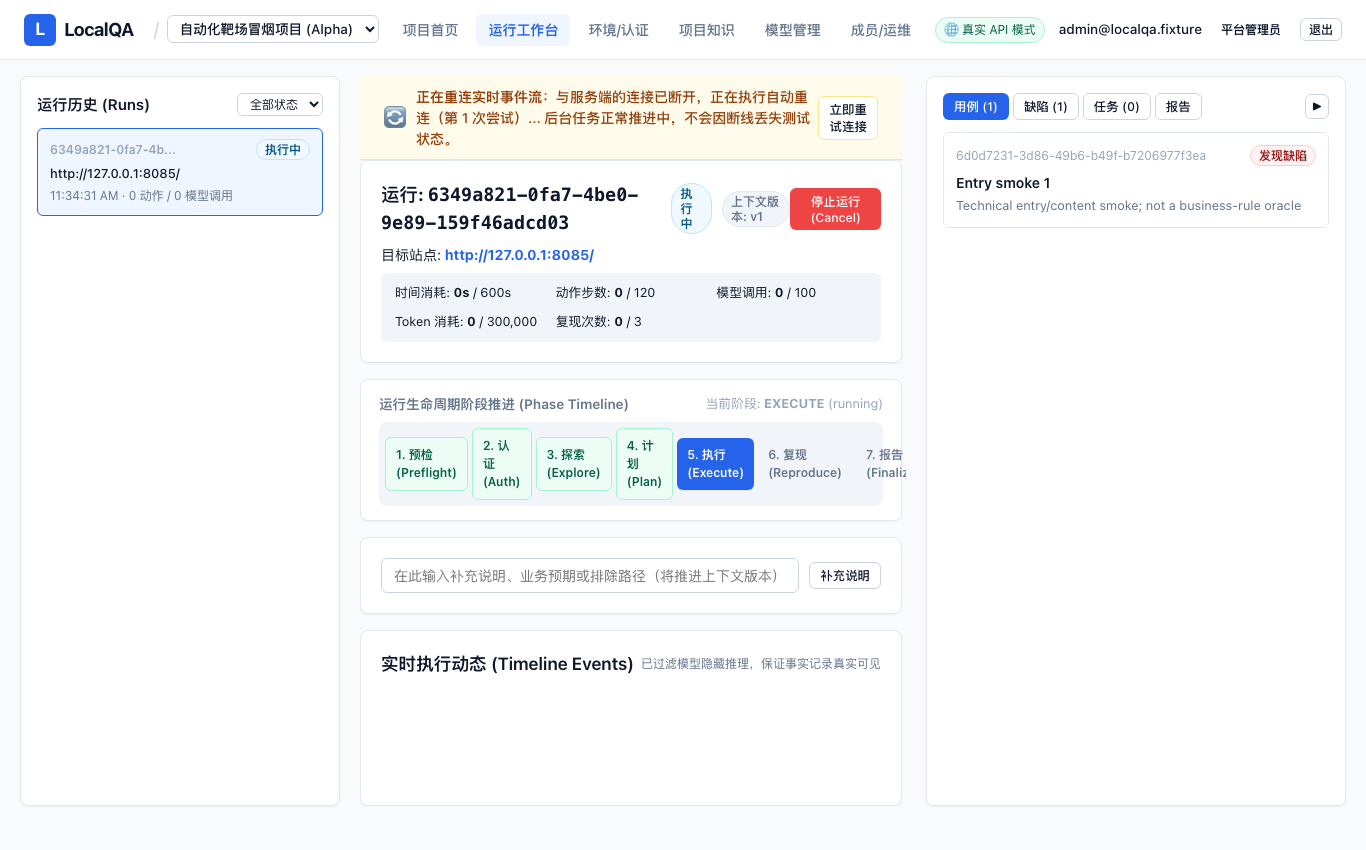 L LocalQA / 自动化靶场冒烟项目 (Alpha) 项目首页 运行工作台 环境/认证 项目知识 模型管理 成员/运维 真实 API 模式 admin@localqa.fixture 平台管理员 退出
运行历史 (Runs) 全部状态
6349a821-0fa7-4b... 执行中
http://127.0.0.1:8085/
11:34:31 AM · 0 动作 / 0 模型调用
正在重连实时事件流：与服务端的连接已断开，正在执行自动重
连（第 1 次尝试）... 后台任务正常推进中，不会因断线丢失测试
状态。
立即重
试连接
运行: 6349a821-0fa7-4be0-
9e89-159f46adcd03
执
行
中
上下文版
本: v1
停止运行
(Cancel)
目标站点: http://127.0.0.1:8085/
时间消耗: 0s / 600s 动作步数: 0 / 120 模型调用: 0 / 100
Token 消耗: 0 / 300,000 复现次数: 0 / 3
运行生命周期阶段推进 (Phase Timeline) 当前阶段: EXECUTE (running)
1. 预检
(Preflight)
2. 认
证
(Auth)
3. 探索
(Explore)
4. 计
划
(Plan)
5. 执行
(Execute)
6. 复现
(Reproduce)
7. 报告
(Finaliz
在此输入补充说明、业务预期或排除路径（将推进上下文版本） 补充说明
实时执行动态 (Timeline Events) 已过滤模型隐藏推理，保证事实记录真实可见
用例 (1) 缺陷 (1) 任务 (0) 报告
6d0d7231-3d86-49b6-b49f-b7206977f3ea 发现缺陷
Entry smoke 1
Technical entry/content smoke; not a business-rule oracle